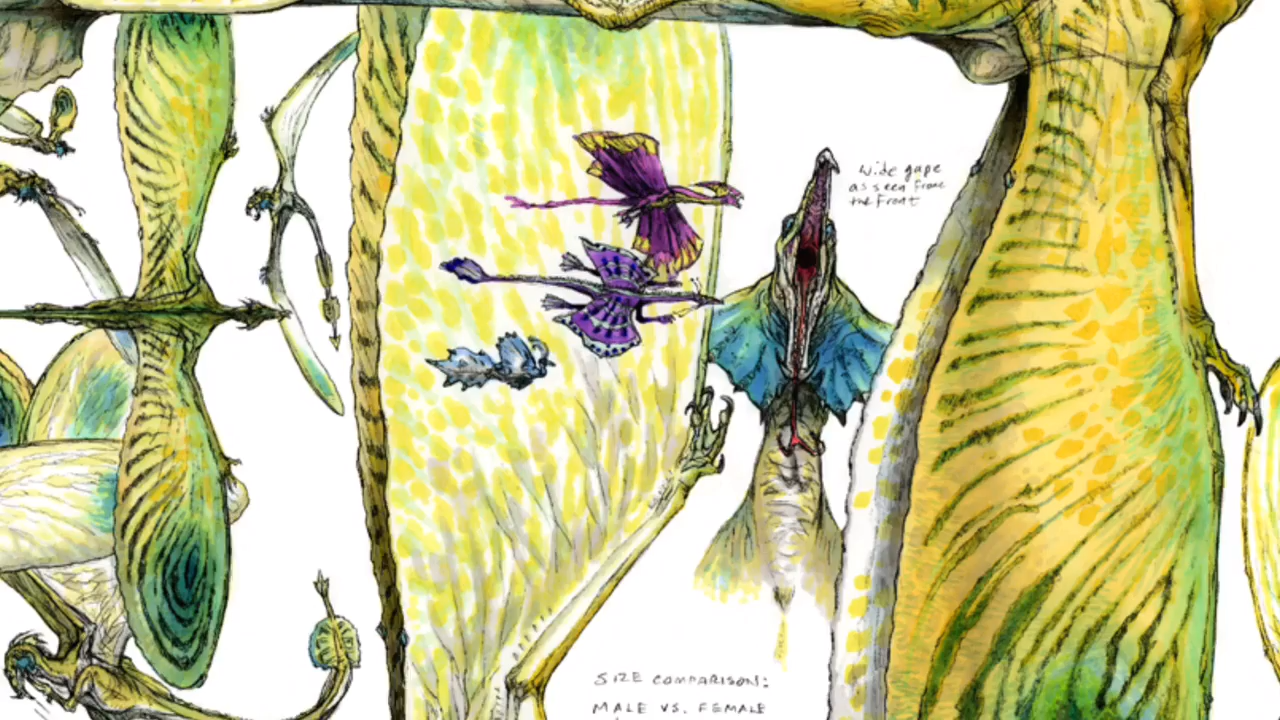 wide gape
as seen from
the front
SIZE COMPARISON:
MALE VS. FEMALE